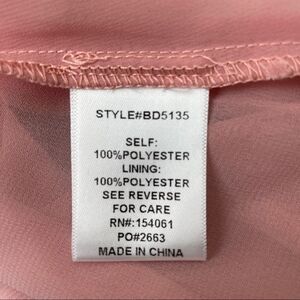 STYLE#BD5135
SELF:
100%POLYESTER
LINING:
100%POLYESTER
SEE REVERSE
FOR CARE
RN#:154061
PO#2663
MADE IN CHINA